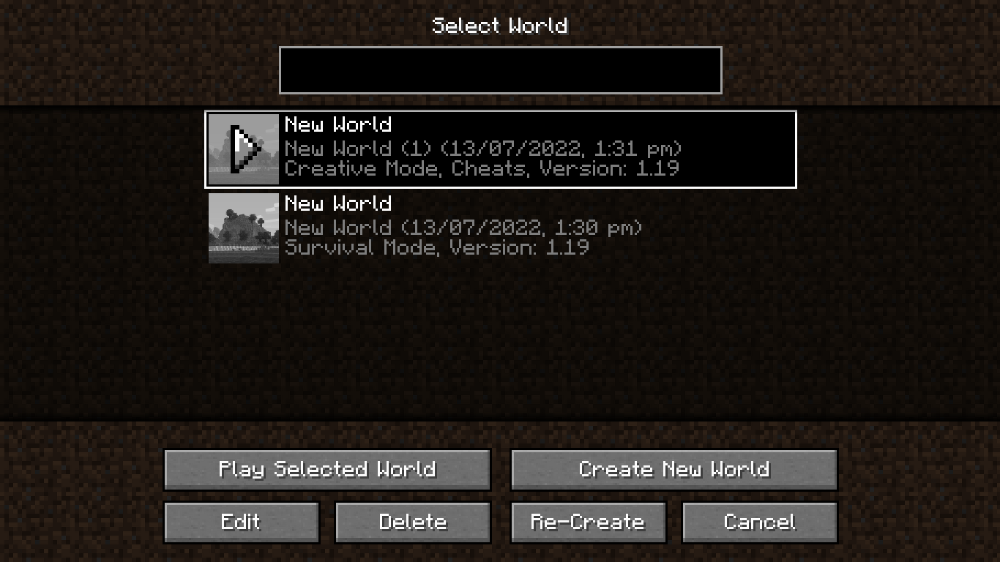 Select World
New World
New World (1) (13/07/2022, 1:31 pm)
Creative Mode, Cheats, Version: 1.19
New World
New World (13/07/2022, 1:30 pm)
Survival Mode, Version: 1.19
Play Selected World
Create New World
Edit
Delete
Re-Create
Cancel